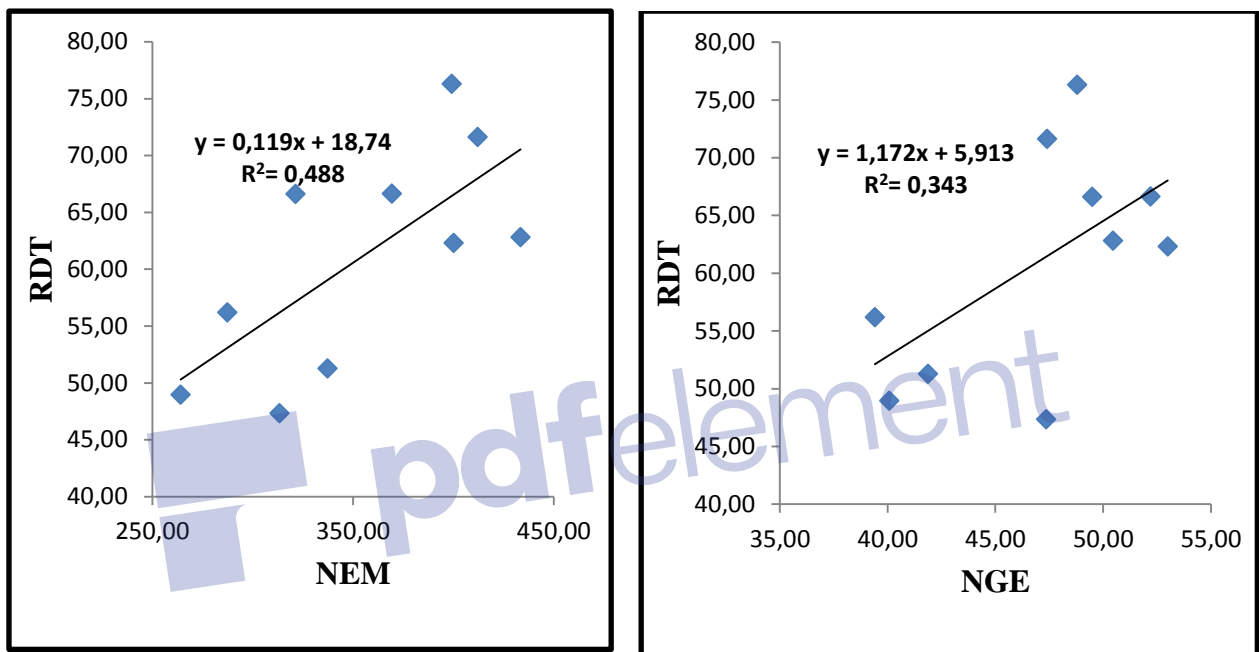 80,00
75,00
70,00
65,00
60,00
55,00
50,00
45,00
40,00
RDT
y = 0,119x + 18,74
R²= 0,488
250,00 350,00 450,00
NEM
80,00
75,00
70,00
65,00
60,00
55,00
50,00
45,00
40,00
RDT
y = 1,172x + 5,913
R²= 0,343
35,00 40,00 45,00 50,00 55,00
NGE
pdfelement